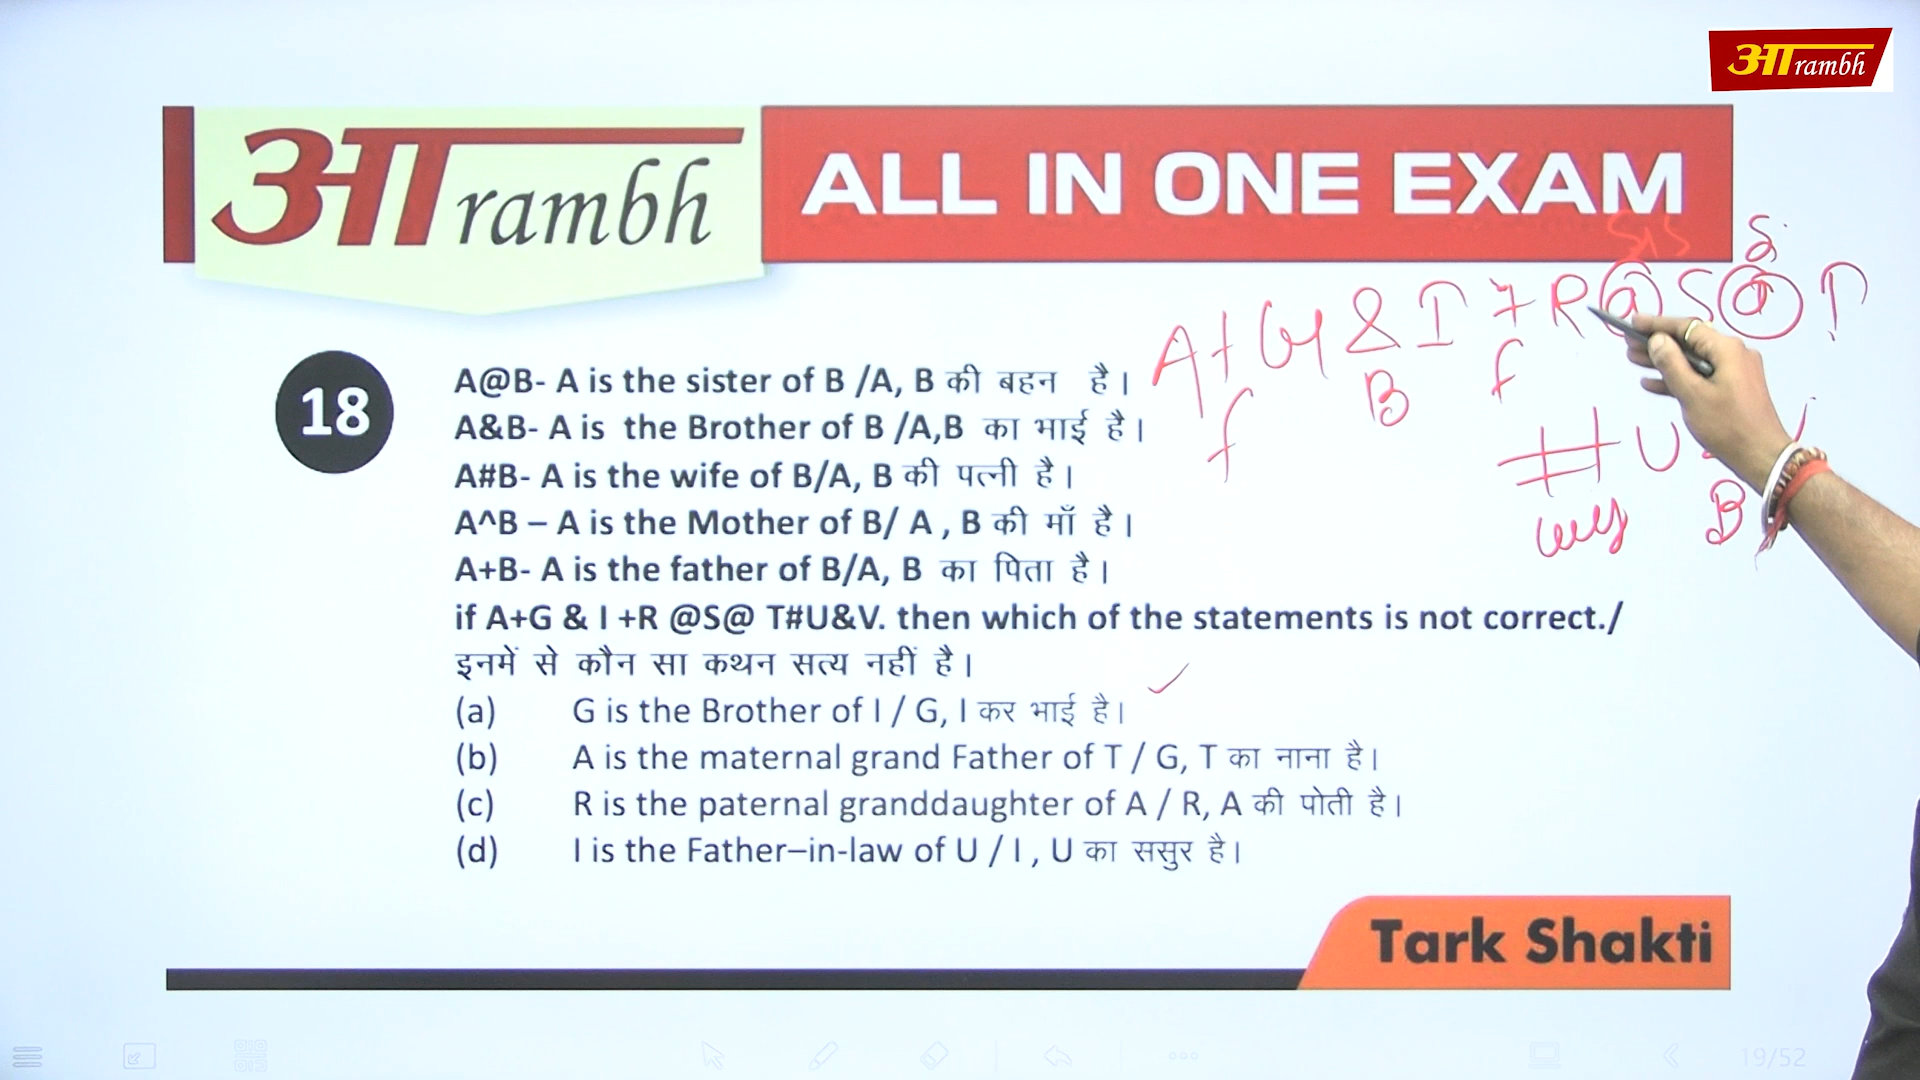 आrambh
आrambh ALL IN ONE EXAM
Sis S
A + G & I + R @ S @ T
F B F
# U
B
18
A@B- A is the sister of B /A, B की बहन है।
A&B- A is the Brother of B /A,B का भाई है।
A#B- A is the wife of B/A, B की पत्नी है।
A^B – A is the Mother of B/ A , B की माँ है।
A+B- A is the father of B/A, B का पिता है।
if A+G & I +R @S@ T#U&V. then which of the statements is not correct./
इनमें से कौन सा कथन सत्य नहीं है।
(a) G is the Brother of I / G, I कर भाई है।
(b) A is the maternal grand Father of T / G, T का नाना है।
(c) R is the paternal granddaughter of A / R, A की पोती है।
(d) I is the Father–in-law of U / I , U का ससुर है।
Tark Shakti
19/52